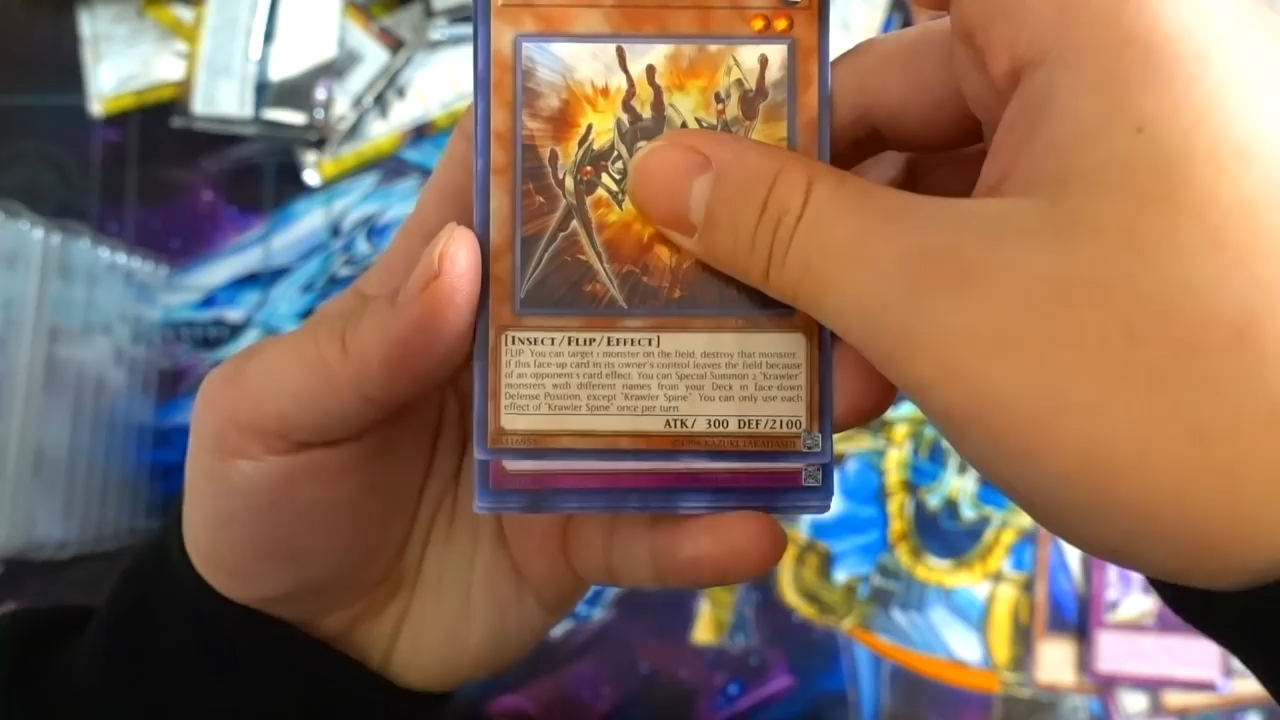 [INSECT/FLIP/EFFECT]
FLIP: You can target 1 monster on the field; destroy that monster.
If this face-up card in its owner's control leaves the field because
of an opponent's card effect: You can Special Summon 2 "Krawler"
monsters with different names from your Deck in face-down
Defense Position, except "Krawler Spine". You can only use each
effect of "Krawler Spine" once per turn.
ATK/ 300 DEF/2100
©1996 KAZUKI TAKAHASHI